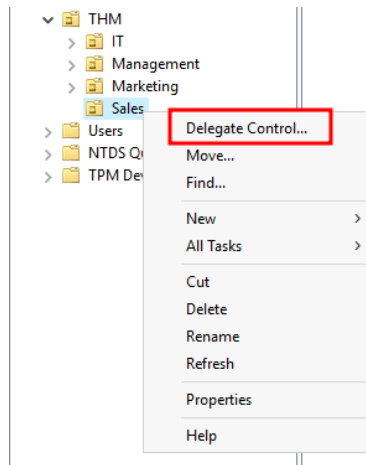 THM
IT
Management
Marketing
Sales
Users
NTDS Q
TPM De
Delegate Control...
Move...
Find...
New
All Tasks
Cut
Delete
Rename
Refresh
Properties
Help